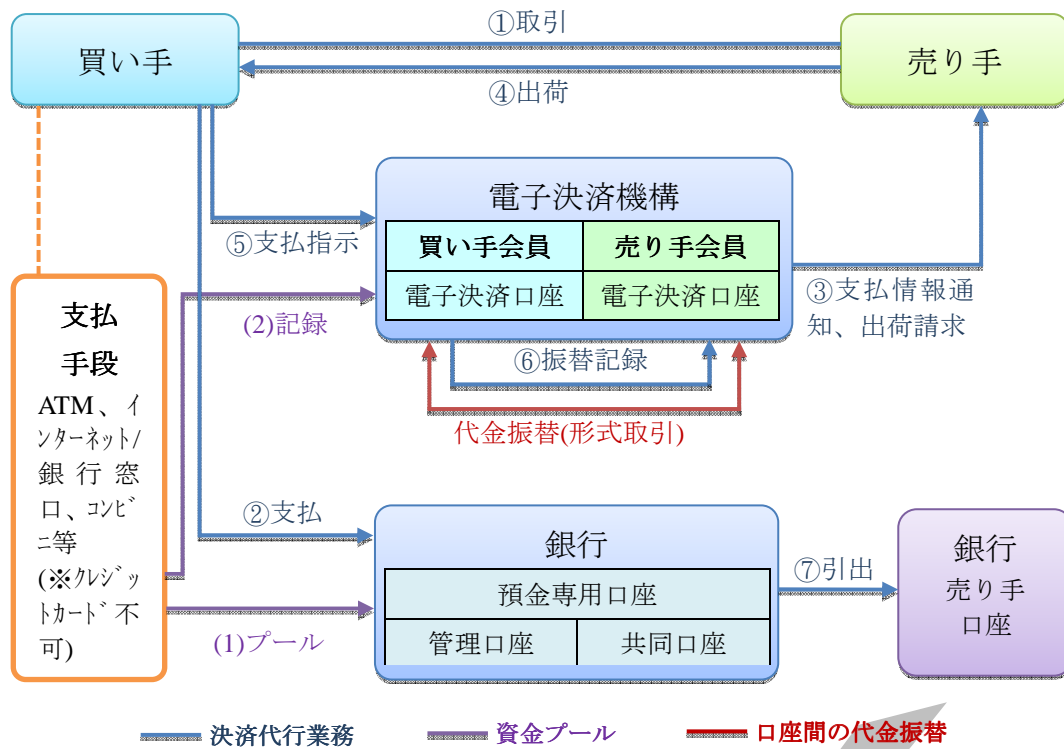 ①取引
買い手
売り手
④出荷
電子決済機構
⑤支払指示
買い手会員
売り手会員
電子決済口座
電子決済口座
③支払情報通
知、出荷請求
(2)記録
⑥振替記録
代金振替(形式取引)
支払
手段
ATM、イ
ンターネット/
銀行窓
口、コンビ
ニ等
(※クレジッ
トカード不
可)
②支払
銀行
預金専用口座
管理口座
共同口座
(1)プール
⑦引出
銀行
売り手
口座
決済代行業務
資金プール
口座間の代金振替